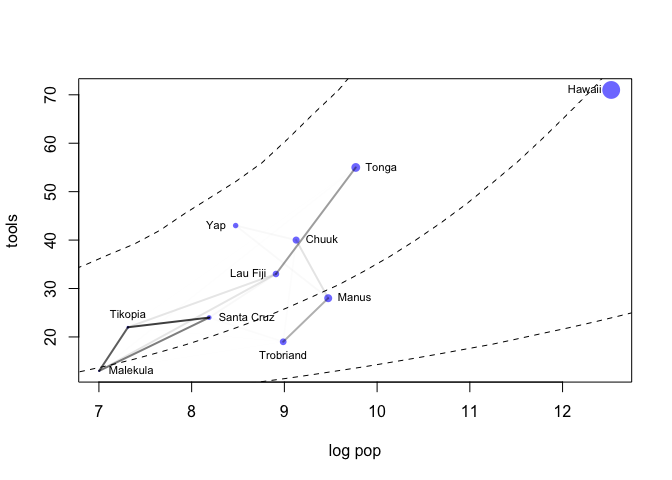 70
60
50
40
30
20
tools
Hawaii
Tonga
Yap
Chuuk
Lau Fiji
Manus
Tikopia
Santa Cruz
Trobriand
Malekula
7 8 9 10 11 12
log pop